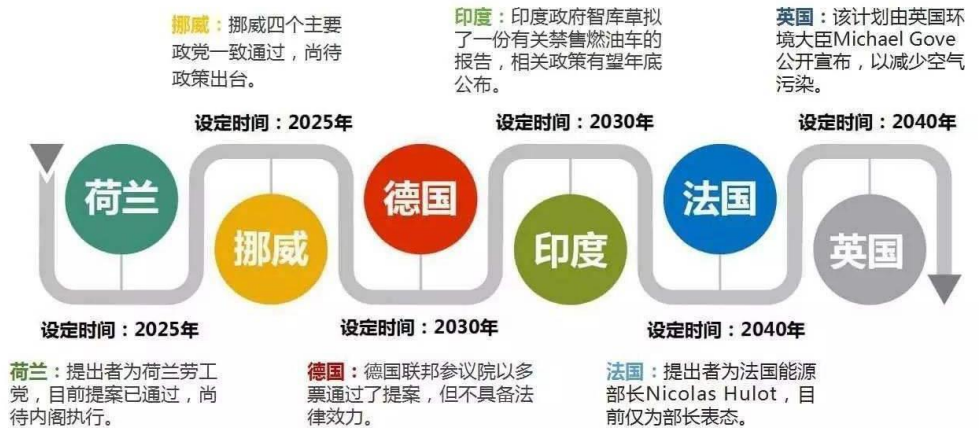 挪威：挪威四个主要
政党一致通过，尚待
政策出台。
印度：印度政府智库草拟
了一份有关禁售燃油车的
报告，相关政策有望年底
公布。
英国：该计划由英国环
境大臣Michael Gove
公开宣布，以减少空气
污染。
设定时间：2025年
设定时间：2030年
设定时间：2040年
荷兰
挪威
德国
印度
法国
英国
设定时间：2025年
设定时间：2030年
设定时间：2040年
荷兰：提出者为荷兰劳工
党，目前提案已通过，尚
待内阁执行。
德国：德国联邦参议院以多
票通过了提案，但不具备法
律效力。
法国：提出者为法国能源
部长Nicolas Hulot，目
前仅为部长表态。